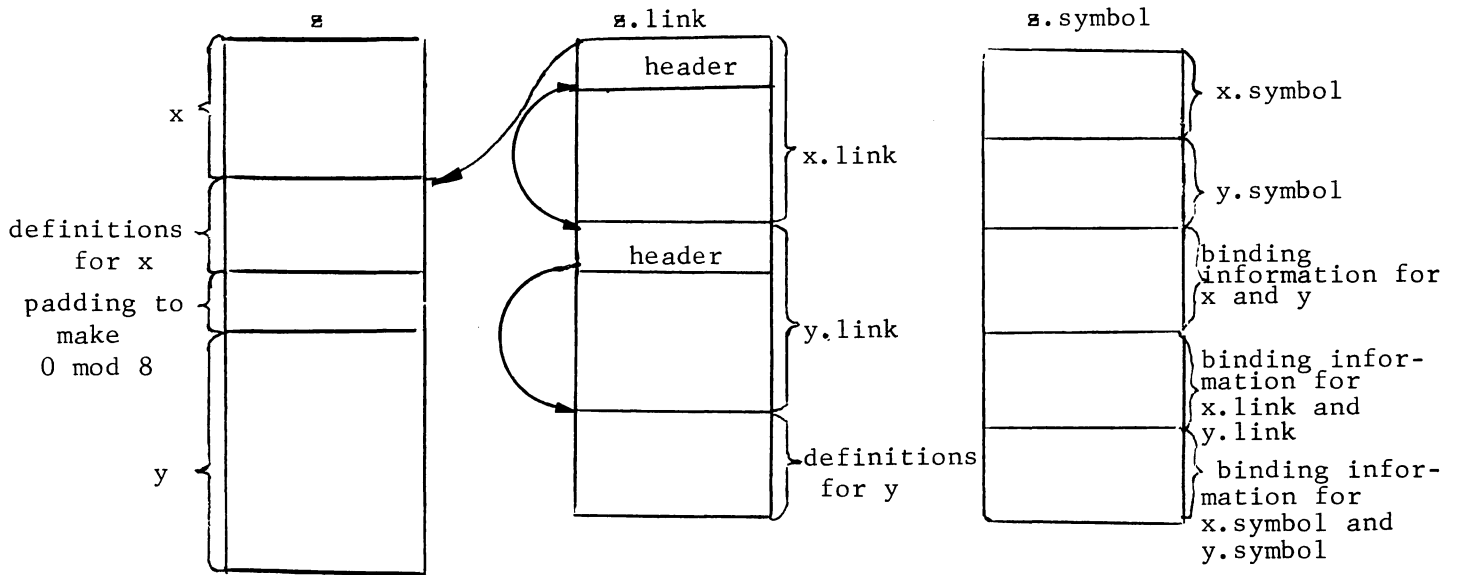 z
z.link
z.symbol
x
definitions
for x
padding to
make
0 mod 8
y
header
x.link
header
y.link
definitions
for y
x.symbol
y.symbol
binding
information for
x and y
binding infor-
mation for
x.link and
y.link
binding infor-
mation for
x.symbol and
y.symbol